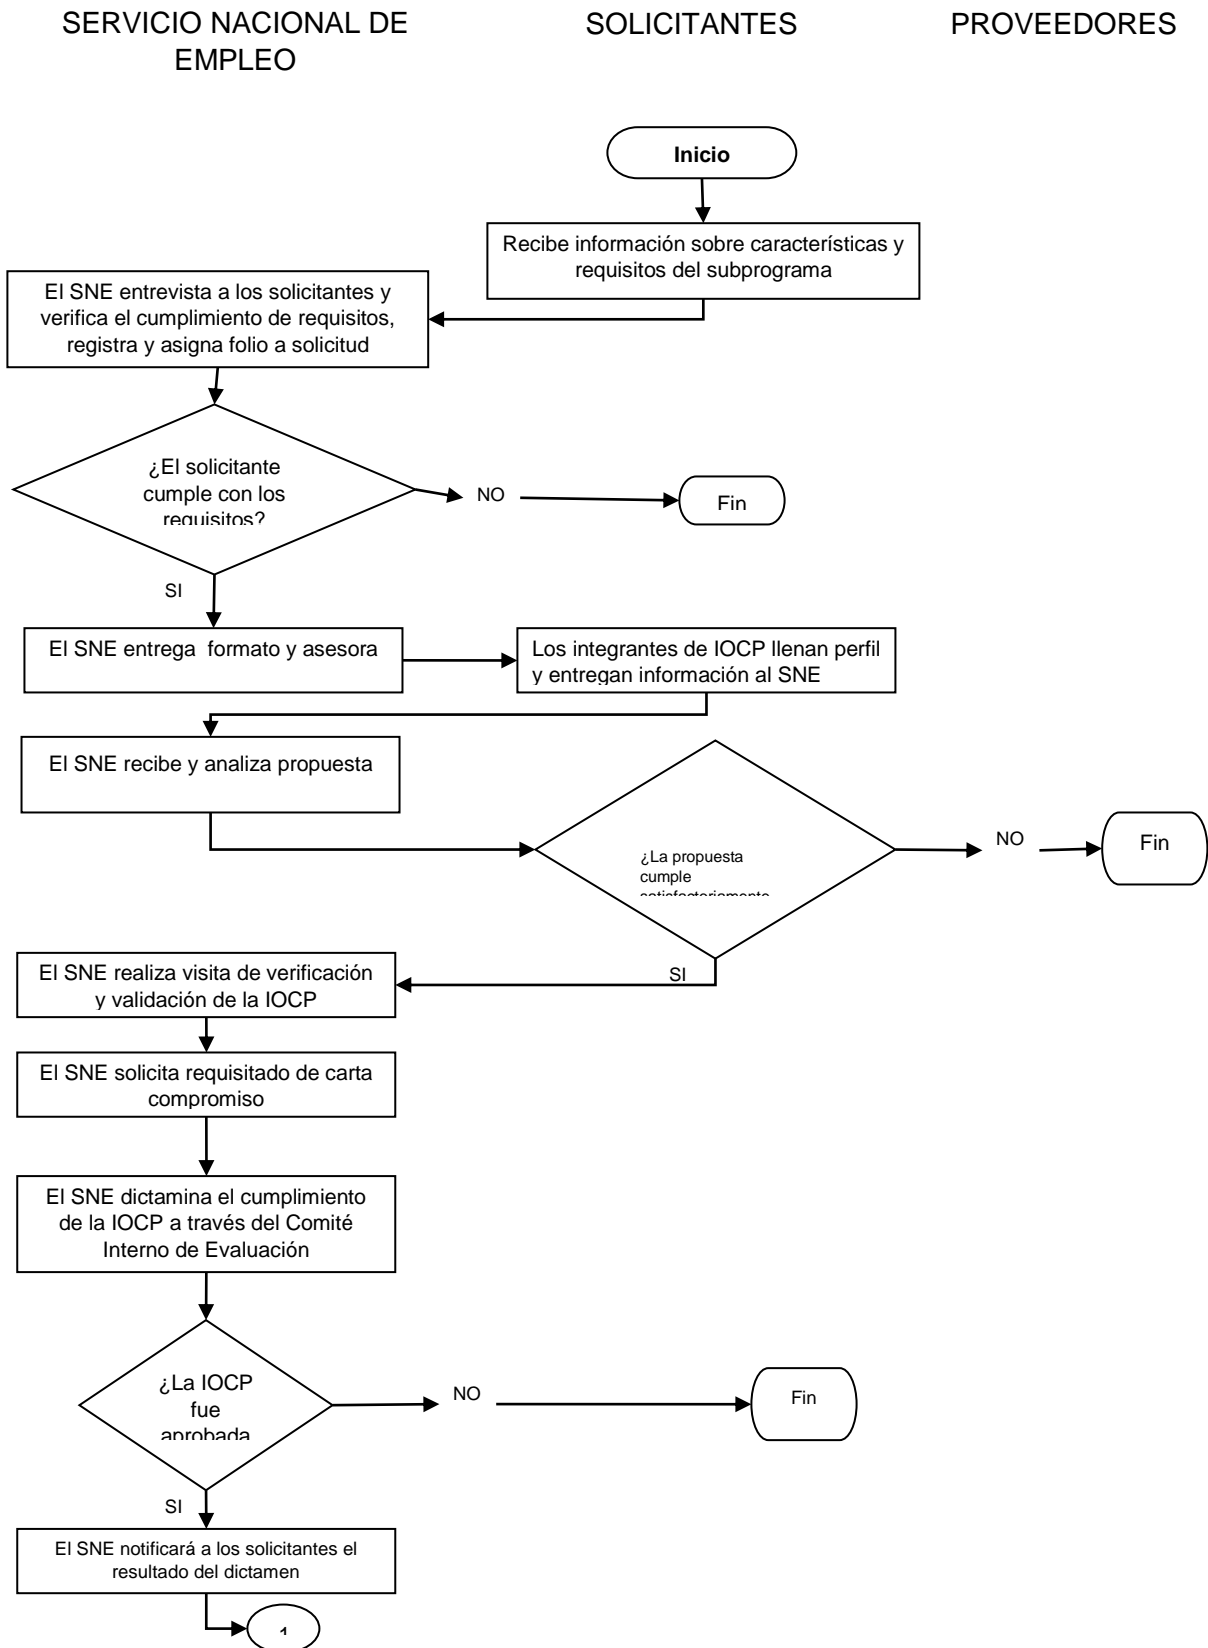 SERVICIO NACIONAL DE
EMPLEO
SOLICITANTES
PROVEEDORES
Inicio
Recibe información sobre características y
requisitos del subprograma
El SNE entrevista a los solicitantes y
verifica el cumplimiento de requisitos,
registra y asigna folio a solicitud
¿El solicitante
cumple con los
requisitos?
NO
Fin
SI
El SNE entrega formato y asesora
Los integrantes de IOCP llenan perfil
y entregan información al SNE
El SNE recibe y analiza propuesta
¿La propuesta
cumple
satisfactoriamente
NO
Fin
SI
El SNE realiza visita de verificación
y validación de la IOCP
El SNE solicita requisitado de carta
compromiso
El SNE dictamina el cumplimiento
de la IOCP a través del Comité
Interno de Evaluación
¿La IOCP
fue
aprobada
NO
Fin
SI
El SNE notificará a los solicitantes el
resultado del dictamen
1